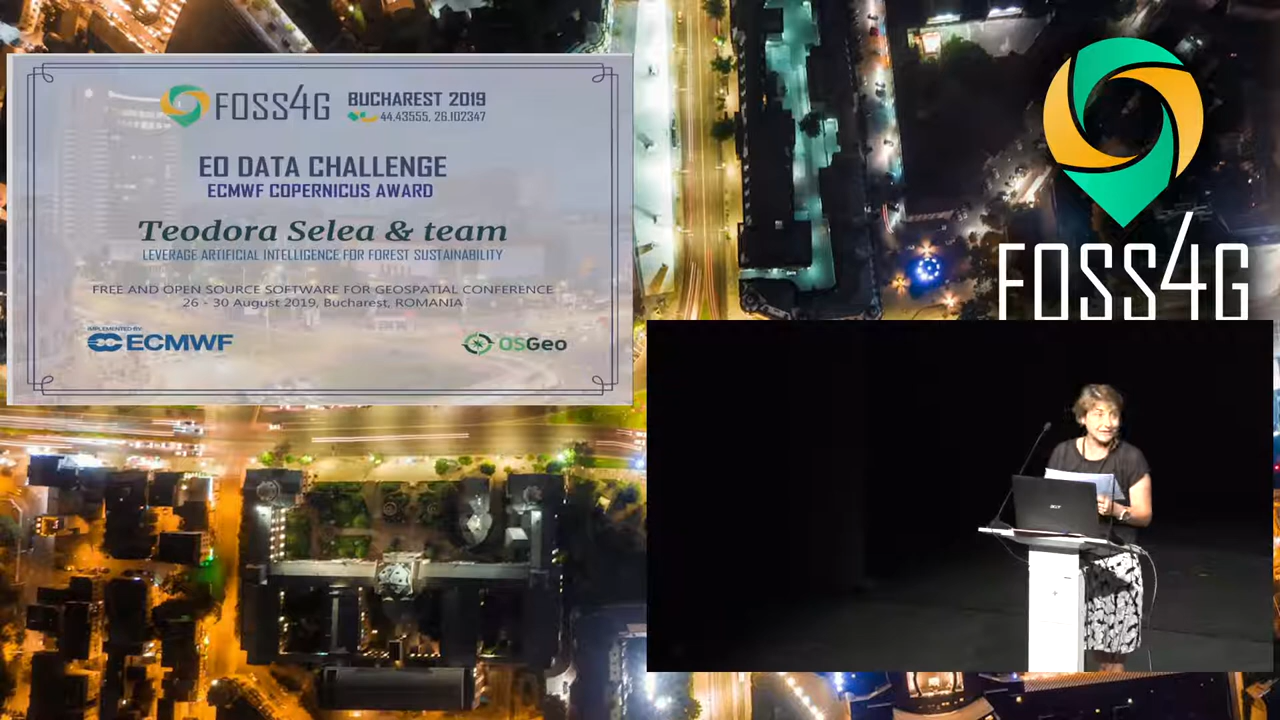 FOSS4G BUCHAREST 2019
44.43555, 26.102347
EO DATA CHALLENGE
ECMWF COPERNICUS AWARD
Teodora Selea & team
LEVERAGE ARTIFICIAL INTELLIGENCE FOR FOREST SUSTAINABILITY
FREE AND OPEN SOURCE SOFTWARE FOR GEOSPATIAL CONFERENCE
26 - 30 August 2019, Bucharest, ROMANIA
IMPLEMENTED BY
ECMWF
OSGeo
FOSS4G
acer